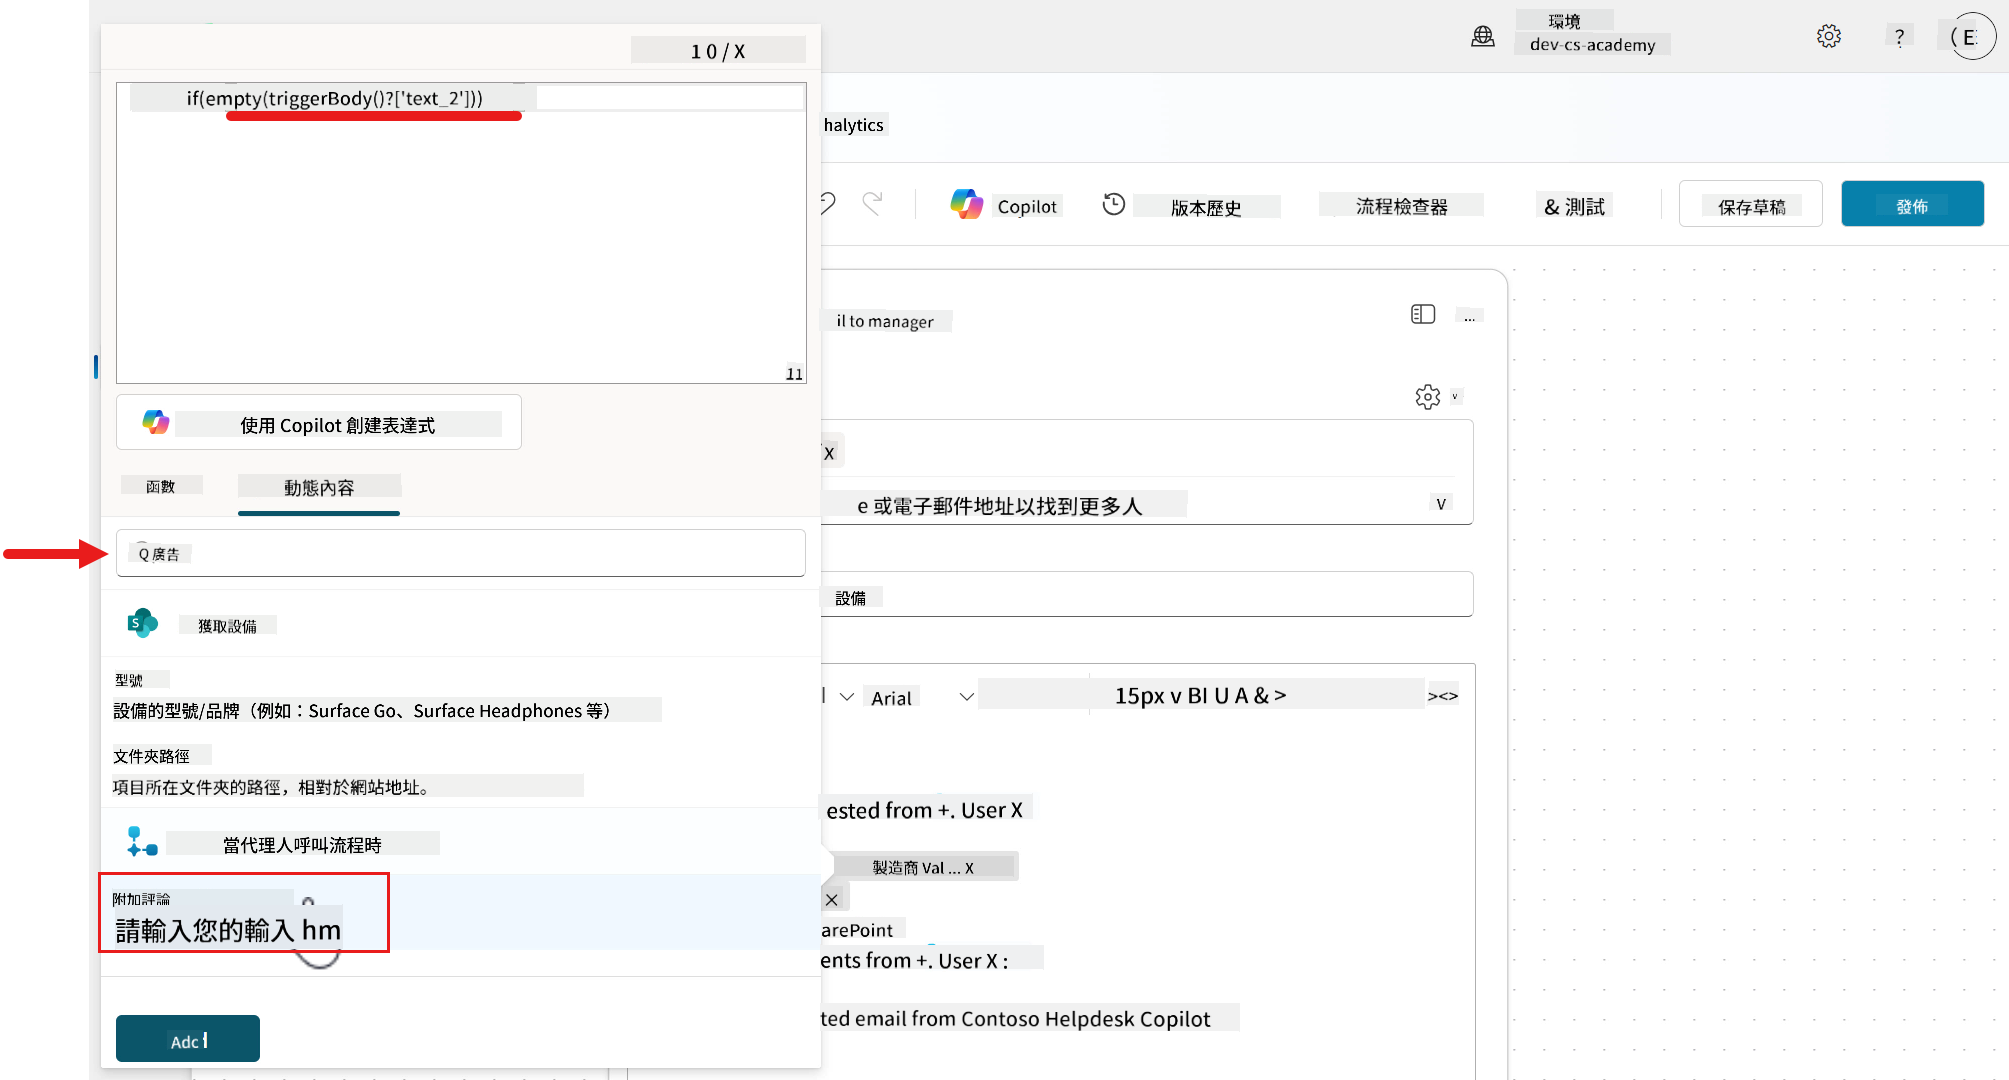 環境
dev-cs-academy
?
( E
10/X
if(empty(triggerBody()?['text_2']))
11
halytics
Copilot
版本歷史
流程檢查器
& 測試
保存草稿
發佈
il to manager
...
使用 Copilot 創建表達式
函數
動態內容
X
e 或電子郵件地址以找到更多人
V
Q 廣告
設備
獲取設備
型號
設備的型號/品牌（例如：Surface Go、Surface Headphones 等）
Arial
15px v BI U A & >
><>
文件夾路徑
項目所在文件夾的路徑，相對於網站地址。
ested from +. User X
當代理人呼叫流程時
製造商 Val ... X
附加評論
請輸入您的輸入 hm
arePoint
ents from +. User X :
ted email from Contoso Helpdesk Copilot
Adc